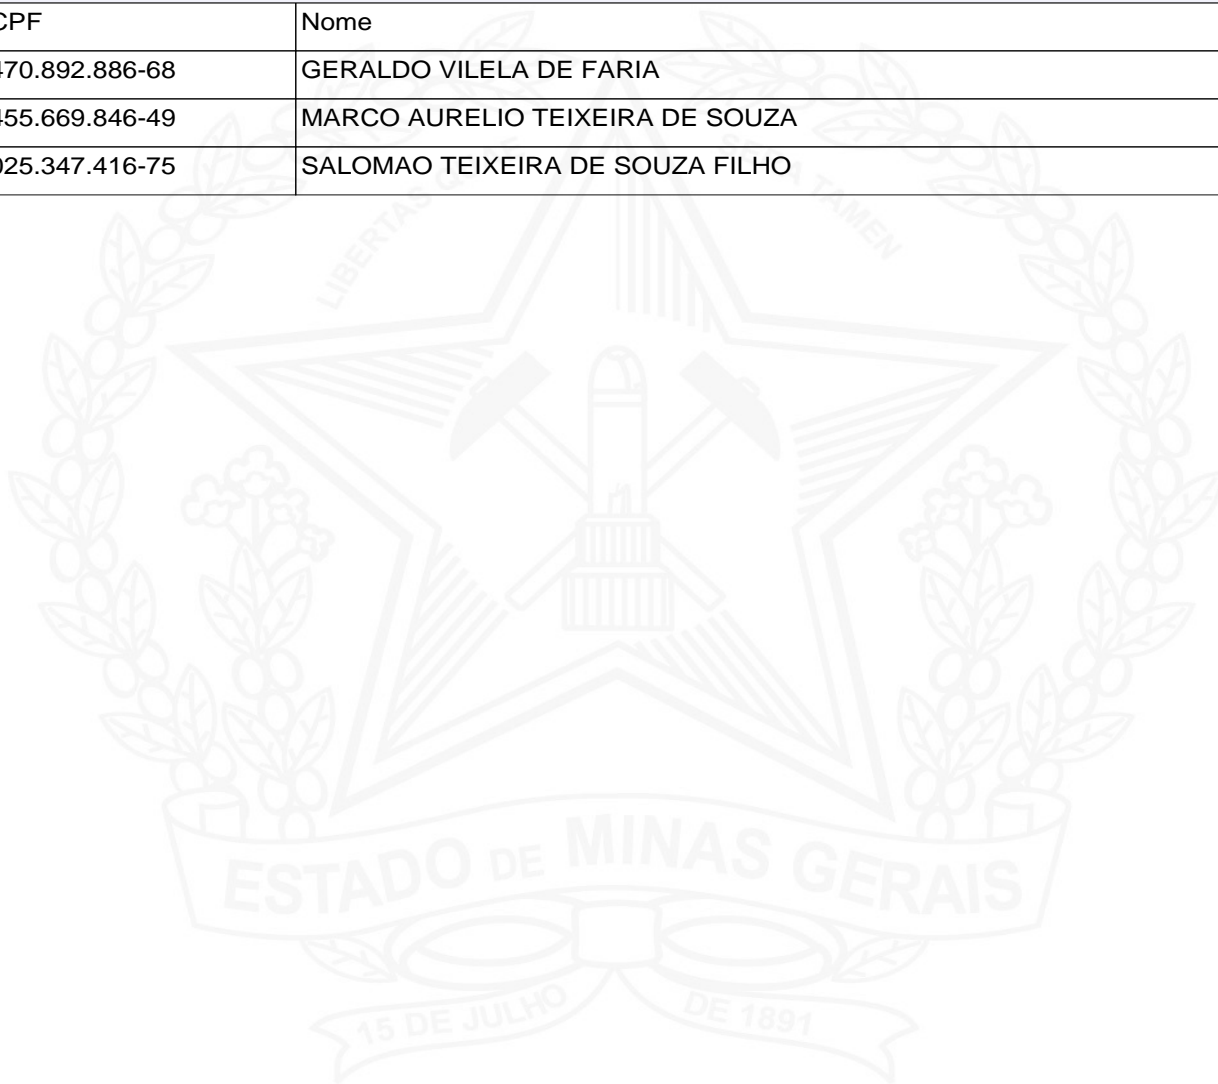 CPF Nome
470.892.886-68 GERALDO VILELA DE FARIA
455.669.846-49 MARCO AURELIO TEIXEIRA DE SOUZA
025.347.416-75 SALOMAO TEIXEIRA DE SOUZA FILHO
LIBERTAS QUÆ SERA TAMEN
ESTADO DE MINAS GERAIS
15 DE JULHO DE 1891